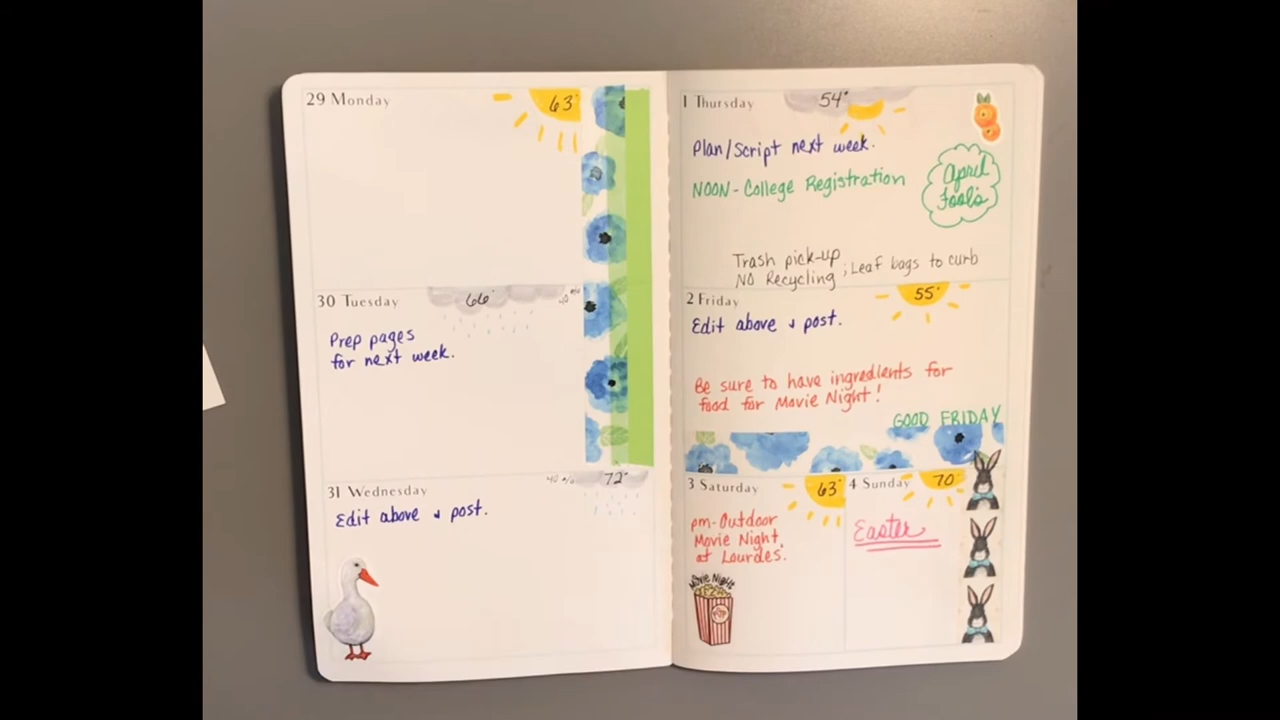 29 Monday
63°
30 Tuesday
66°
Prep pages
for next week.
31 Wednesday
40%
72°
Edit above & post.
1 Thursday
54°
Plan/Script next week.
NOON - College Registration
April
Fool's
Trash pick-up
NO Recycling ; Leaf bags to curb
2 Friday
55°
Edit above & post.
Be sure to have ingredients for
food for Movie Night!
GOOD FRIDAY
3 Saturday
63°
pm - Outdoor
Movie Night
at Lourdes.
MOVIE NIGHT
4 Sunday
70°
Easter